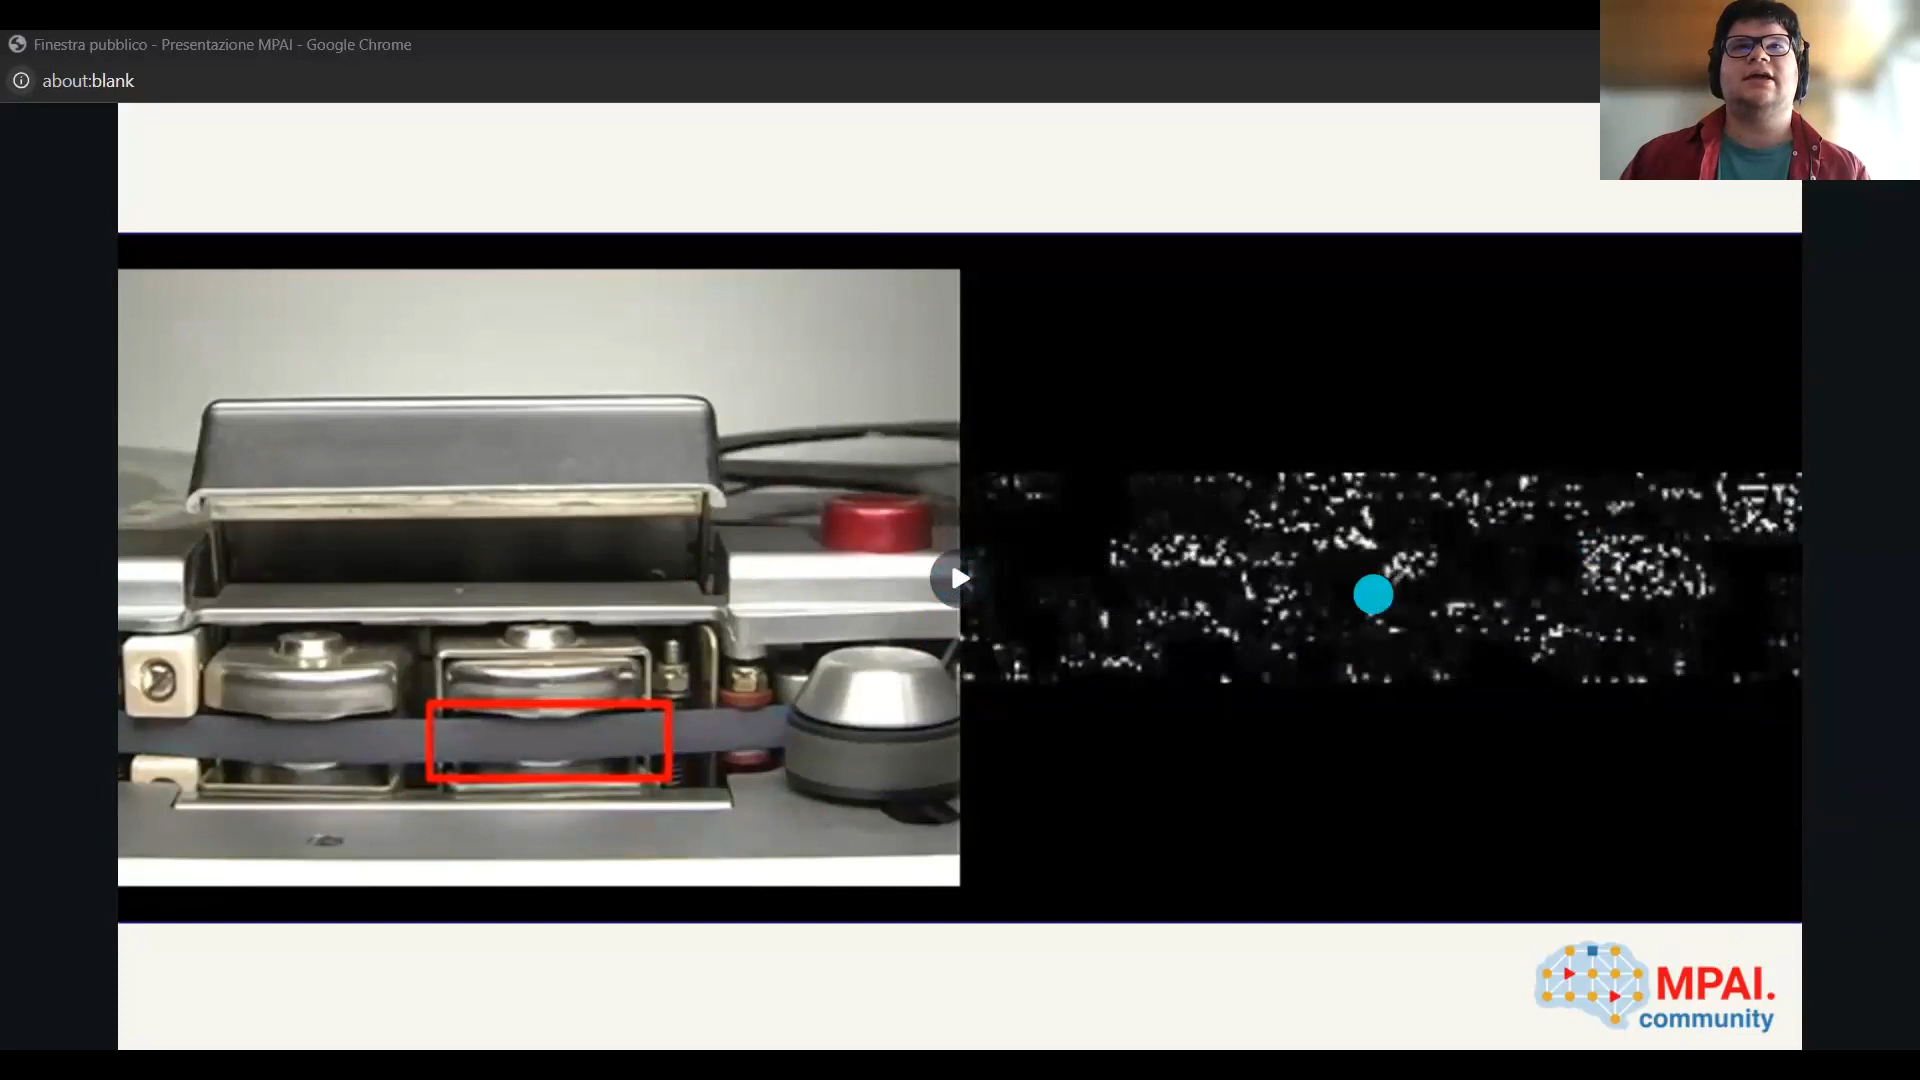 Finestra pubblico - Presentazione MPAI - Google Chrome
about:blank
MPAI.
community